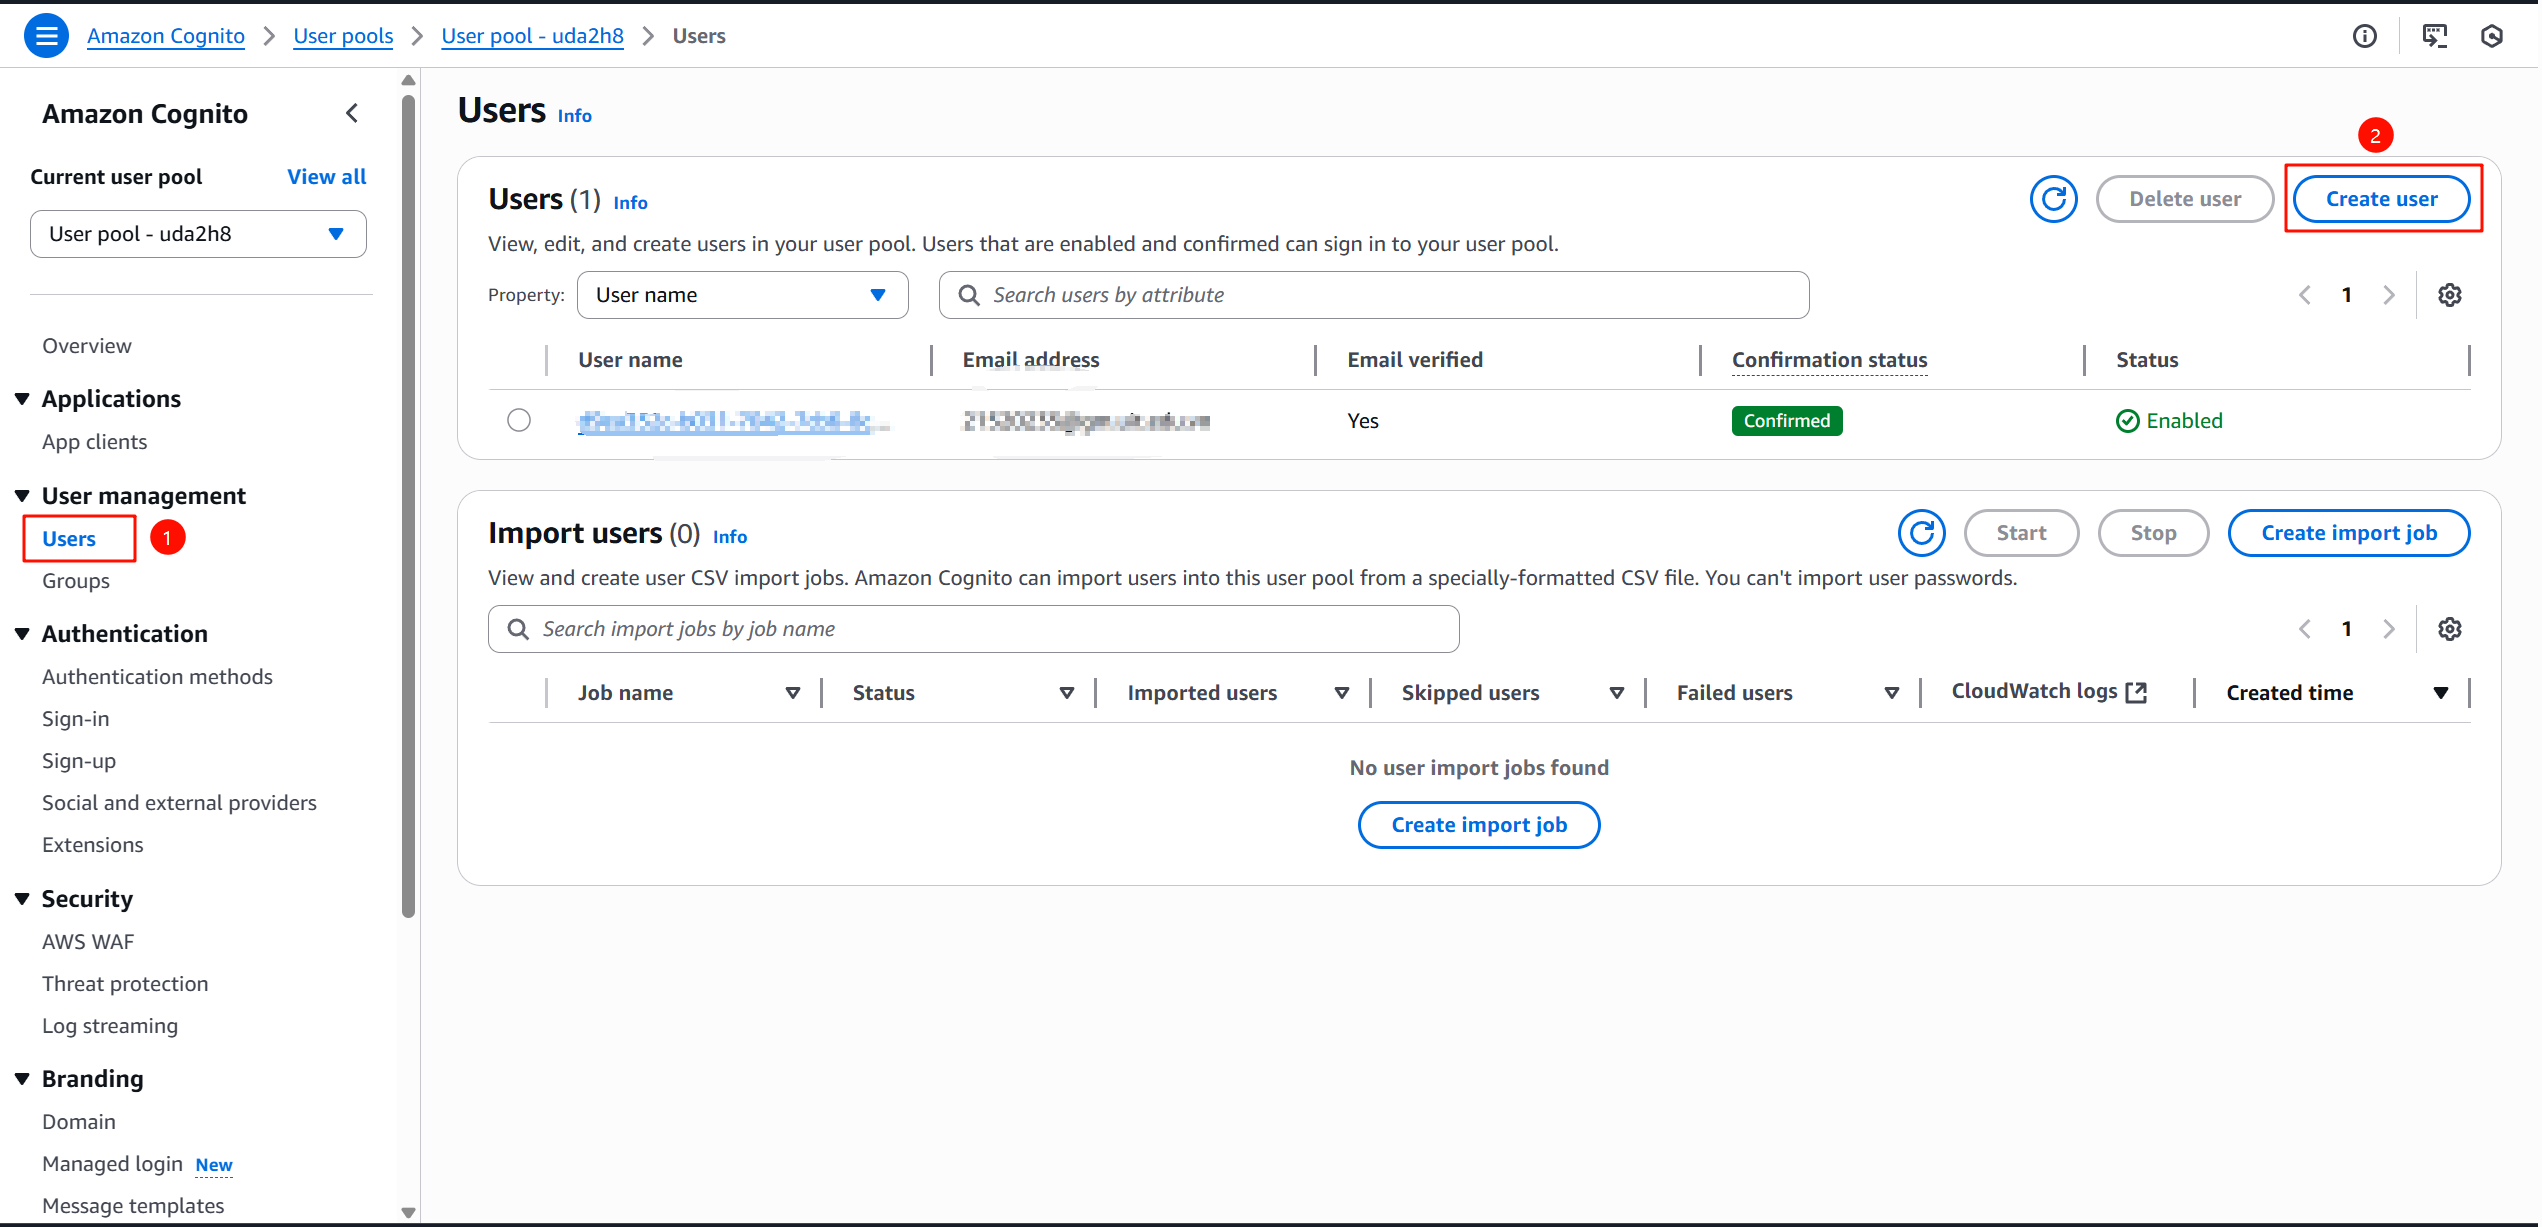 Amazon Cognito > User pools > User pool - uda2h8 > Users
Amazon Cognito
Current user pool View all
User pool - uda2h8
Overview
Applications
App clients
User management
Users 1
Groups
Authentication
Authentication methods
Sign-in
Sign-up
Social and external providers
Extensions
Security
AWS WAF
Threat protection
Log streaming
Branding
Domain
Managed login New
Message templates
Users Info
2
Users (1) Info Delete user Create user
View, edit, and create users in your user pool. Users that are enabled and confirmed can sign in to your user pool.
Property: User name Search users by attribute 1
User name Email address Email verified Confirmation status Status
Yes Confirmed Enabled
Import users (0) Info Start Stop Create import job
View and create user CSV import jobs. Amazon Cognito can import users into this user pool from a specially-formatted CSV file. You can't import user passwords.
Search import jobs by job name 1
Job name Status Imported users Skipped users Failed users CloudWatch logs Created time
No user import jobs found
Create import job